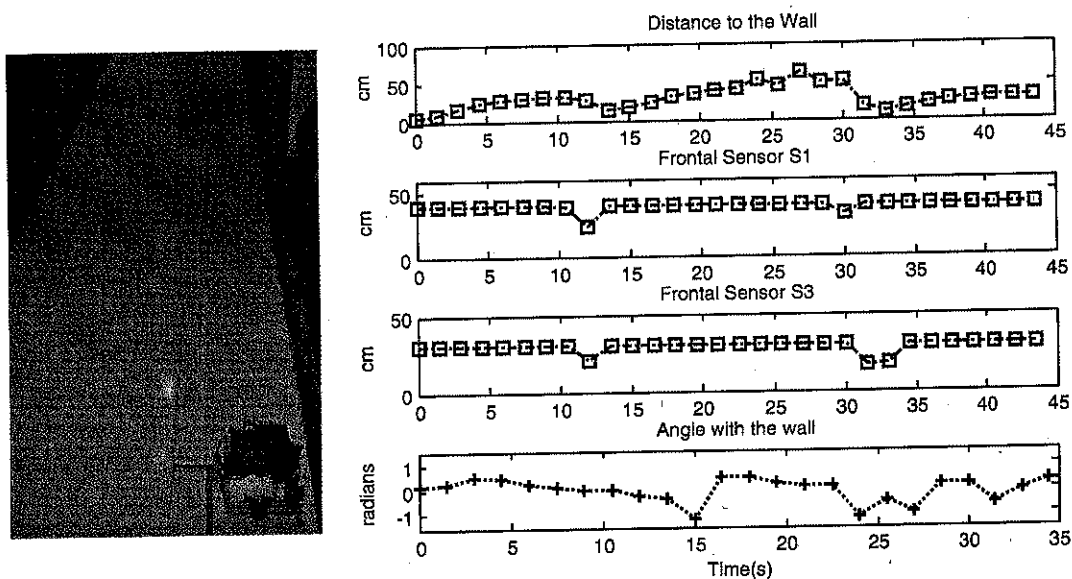 Distance to the Wall
100
50
0
cm
0 5 10 15 20 25 30 35 40 45
Frontal Sensor S1
50
0
cm
0 5 10 15 20 25 30 35 40 45
Frontal Sensor S3
50
0
cm
0 5 10 15 20 25 30 35 40 45
Angle with the wall
1
0
-1
radians
0 5 10 15 20 25 30 35
Time(s)